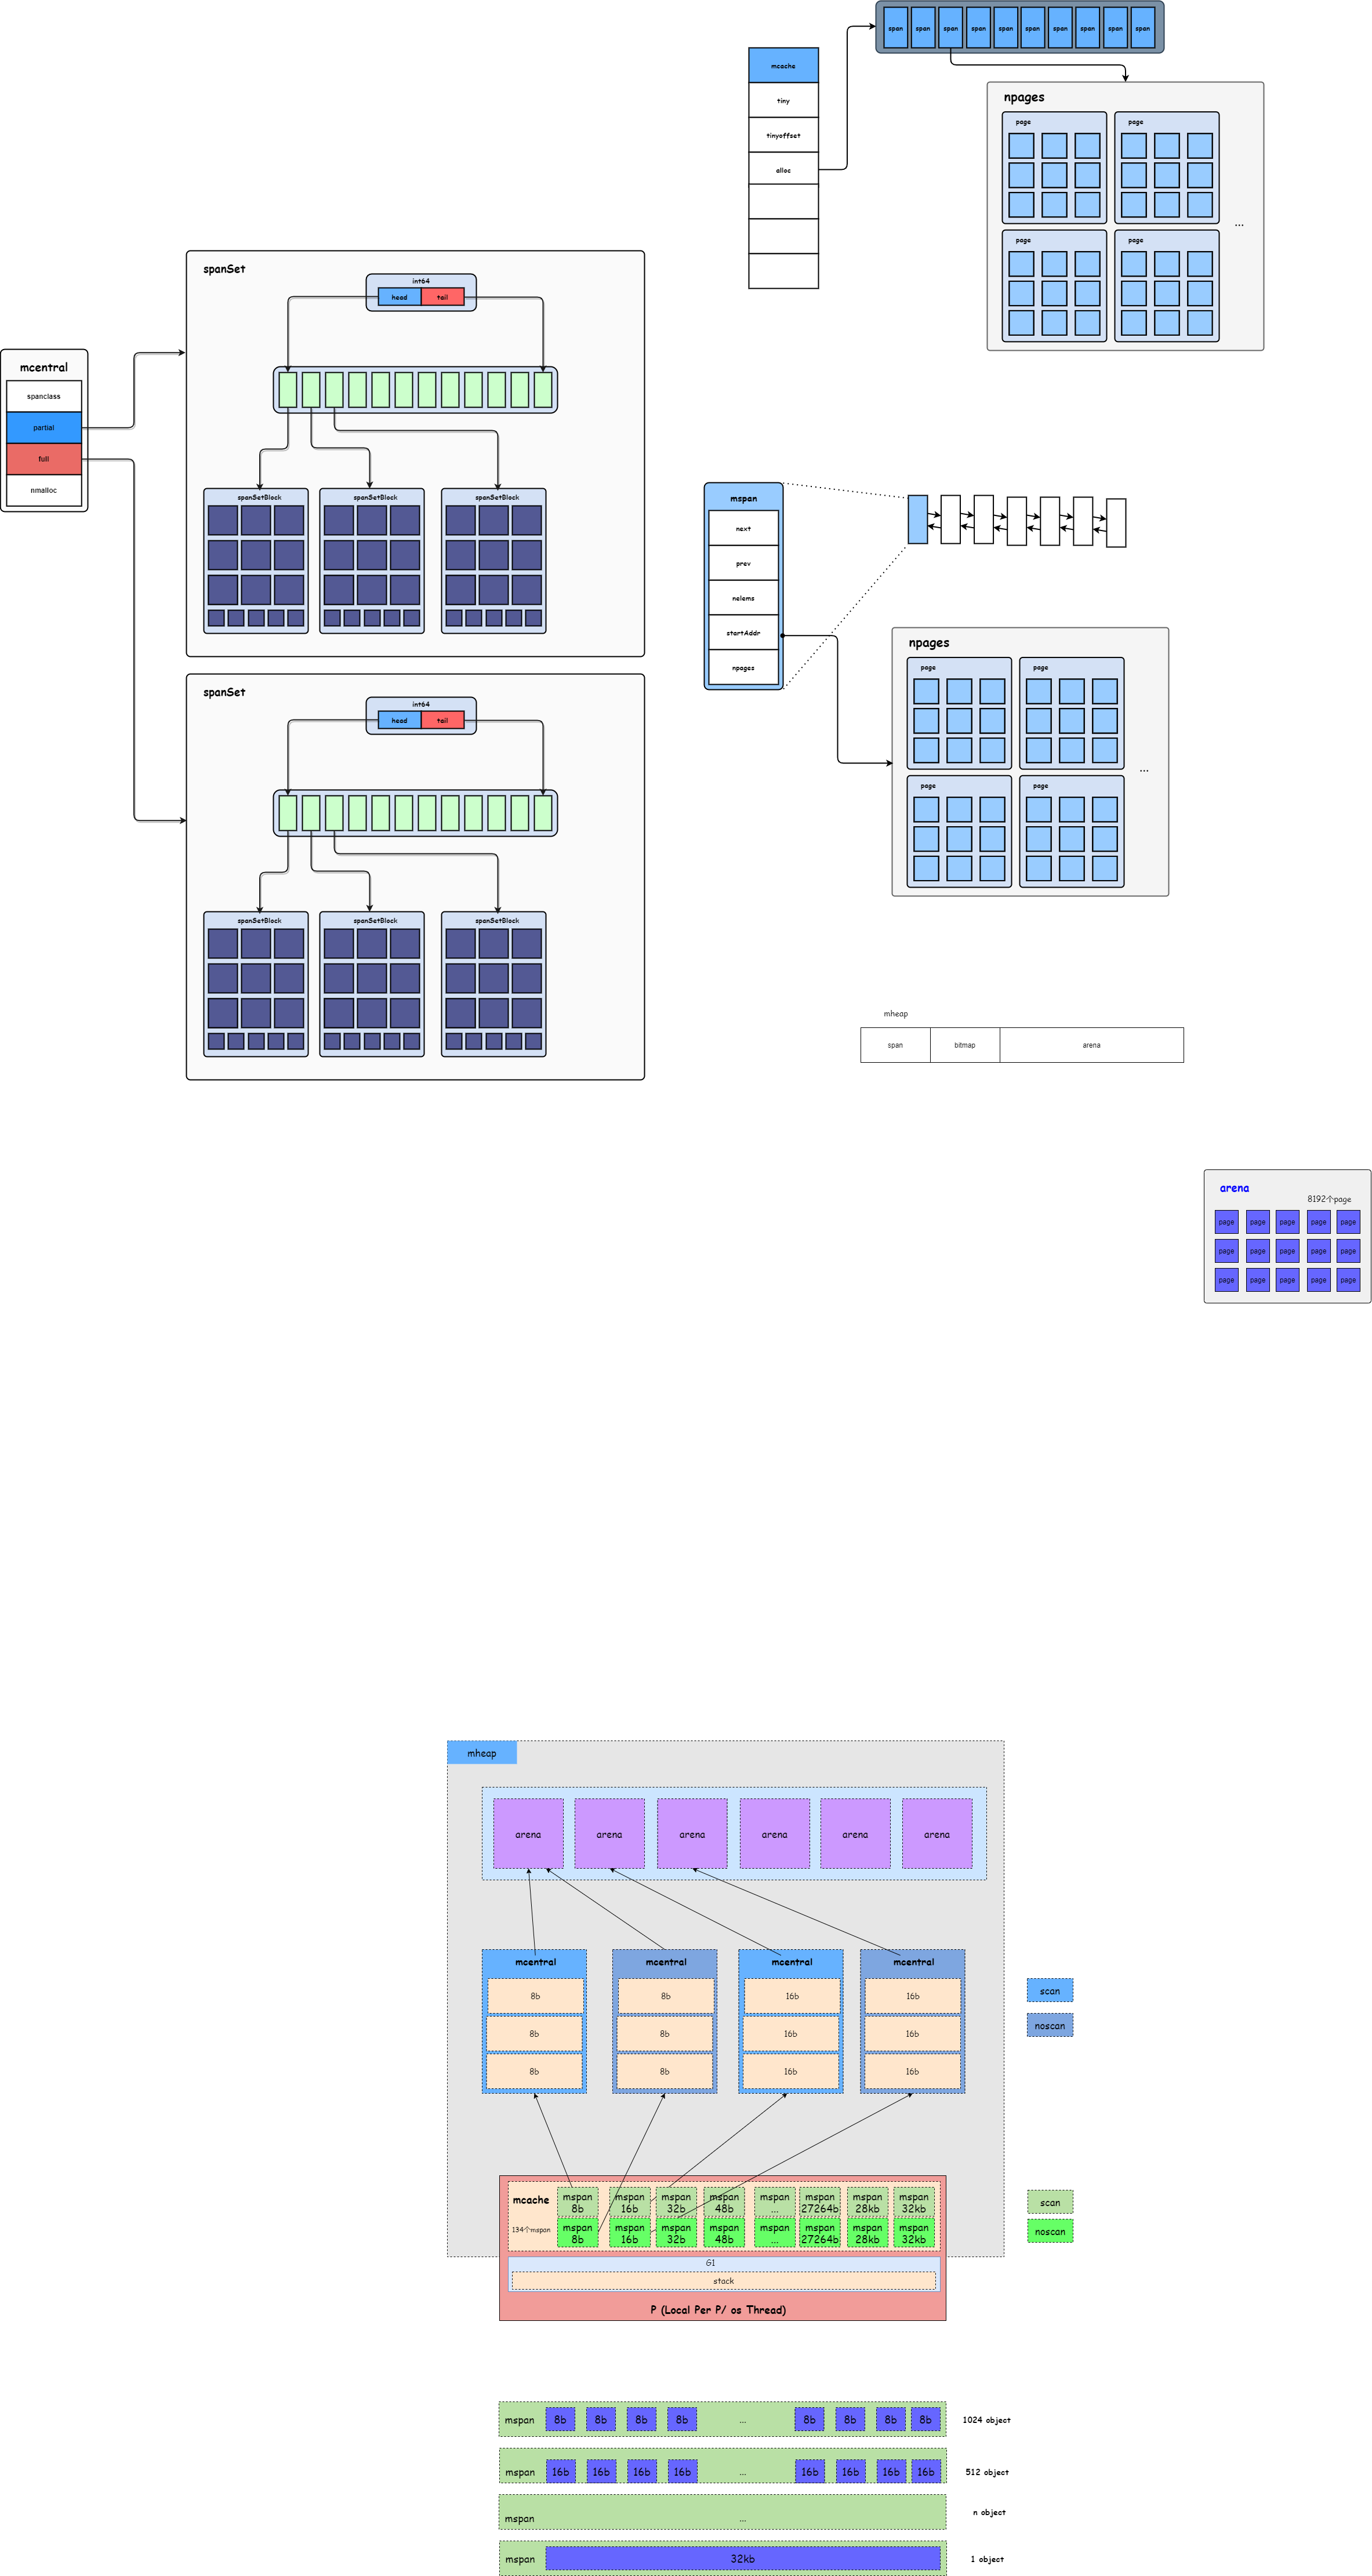 span span span span span span span span span span
mcache
tiny
tinyoffset
alloc
npages
page page
...
page page
spanSet
int64
head tail
mcentral
spanclass
partial
full
nmalloc
spanSetBlock spanSetBlock spanSetBlock
mspan
next
prev
nelems
startAddr
npages
npages
page page
...
page page
spanSet
int64
head tail
spanSetBlock spanSetBlock spanSetBlock
mheap
span bitmap arena
arena
8192个page
page page page page page
page page page page page
page page page page page
mheap
arena arena arena arena arena arena
mcentral mcentral mcentral mcentral
8b 8b 16b 16b
8b 8b 16b 16b
8b 8b 16b 16b
scan
noscan
mcache
134个mspan
mspan mspan mspan mspan mspan mspan mspan mspan
8b 16b 32b 48b ... 27264b 28kb 32kb
mspan mspan mspan mspan mspan mspan mspan mspan
8b 16b 32b 48b ... 27264b 28kb 32kb
scan
noscan
G1
stack
P (Local Per P/ os Thread)
mspan 8b 8b 8b 8b ... 8b 8b 8b 8b 1024 object
mspan 16b 16b 16b 16b ... 16b 16b 16b 16b 512 object
mspan ... n object
mspan 32kb 1 object